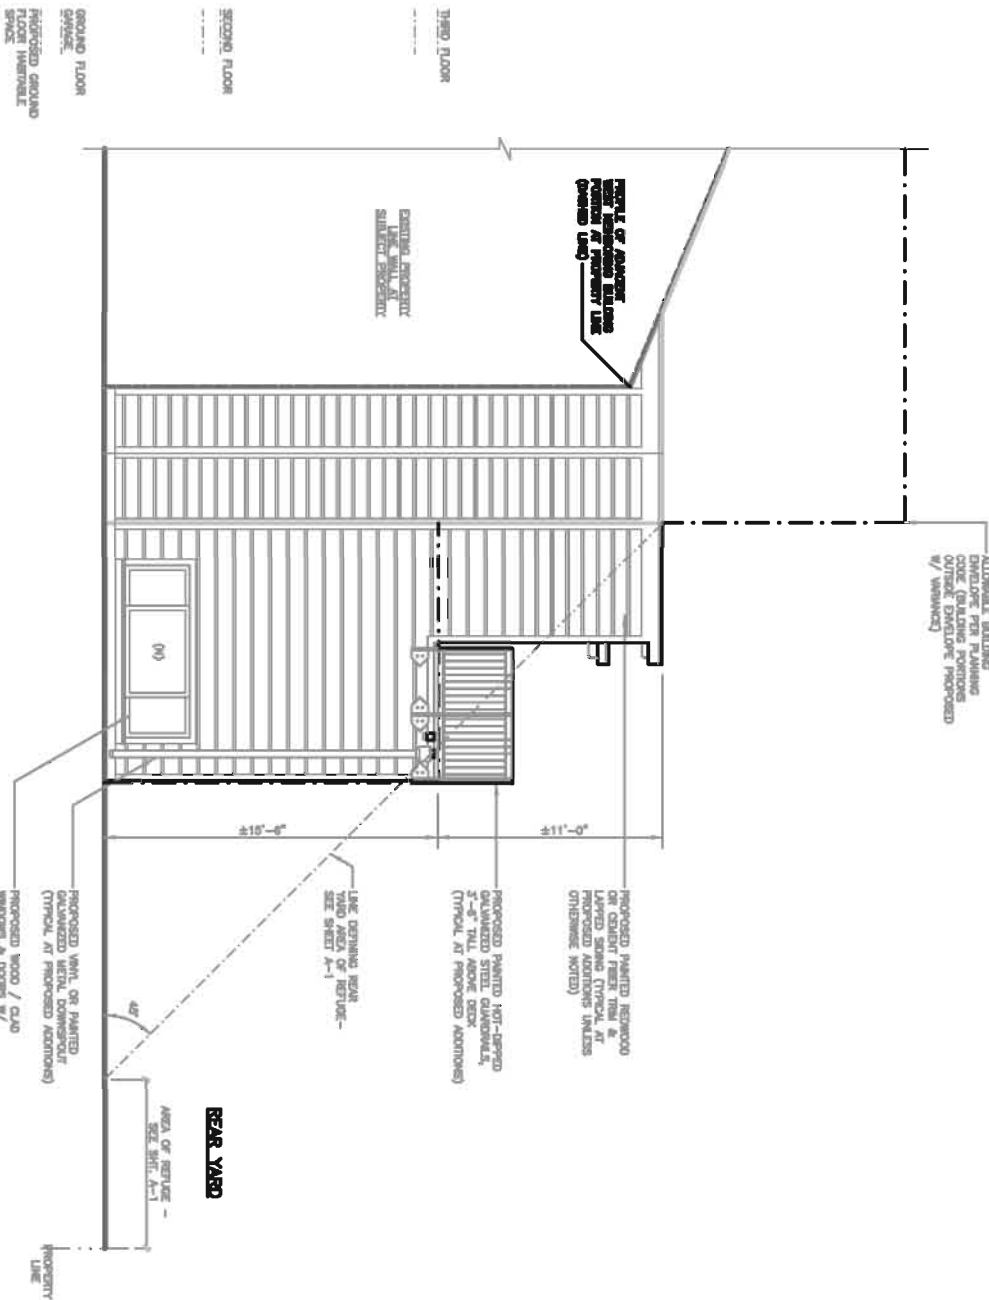 THIRD FLOOR
SECOND FLOOR
GROUND FLOOR
GARAGE
PROPOSED GROUND
FLOOR HABITABLE
SPACE
ALLOWABLE BUILDING
ENVELOPE PER PLANNING
CODE (BUILDING PORTIONS
OUTSIDE ENVELOPE PROPOSED
W/ VARIANCE)
PROFILE OF ADJACENT
WEST NEIGHBORING BUILDING
PORTION AT PROPERTY LINE
(DASHED LINE)
EXISTING PROPERTY
LINE WALL AT
SUBJECT PROPERTY
(N)
±11'-0"
±15'-6"
PROPOSED PAINTED REDWOOD
OR CEMENT FIBER TRIM &
LAPPED SIDING (TYPICAL AT
PROPOSED ADDITIONS UNLESS
OTHERWISE NOTED)
PROPOSED PAINTED HOT-DIPPED
GALVANIZED STEEL GUARDRAILS,
3'-6" TALL ABOVE DECK
(TYPICAL AT PROPOSED ADDITIONS)
LINE DEFINING REAR
YARD AREA OF REFUGE-
SEE SHEET A-1
PROPOSED VINYL OR PAINTED
GALVANIZED METAL DOWNSPOUT
(TYPICAL AT PROPOSED ADDITIONS)
PROPOSED WOOD / CLAD
WINDOWS & DOORS W/
45°
REAR YARD
AREA OF REFUGE -
SEE SHT. A-1
PROPERTY
LINE